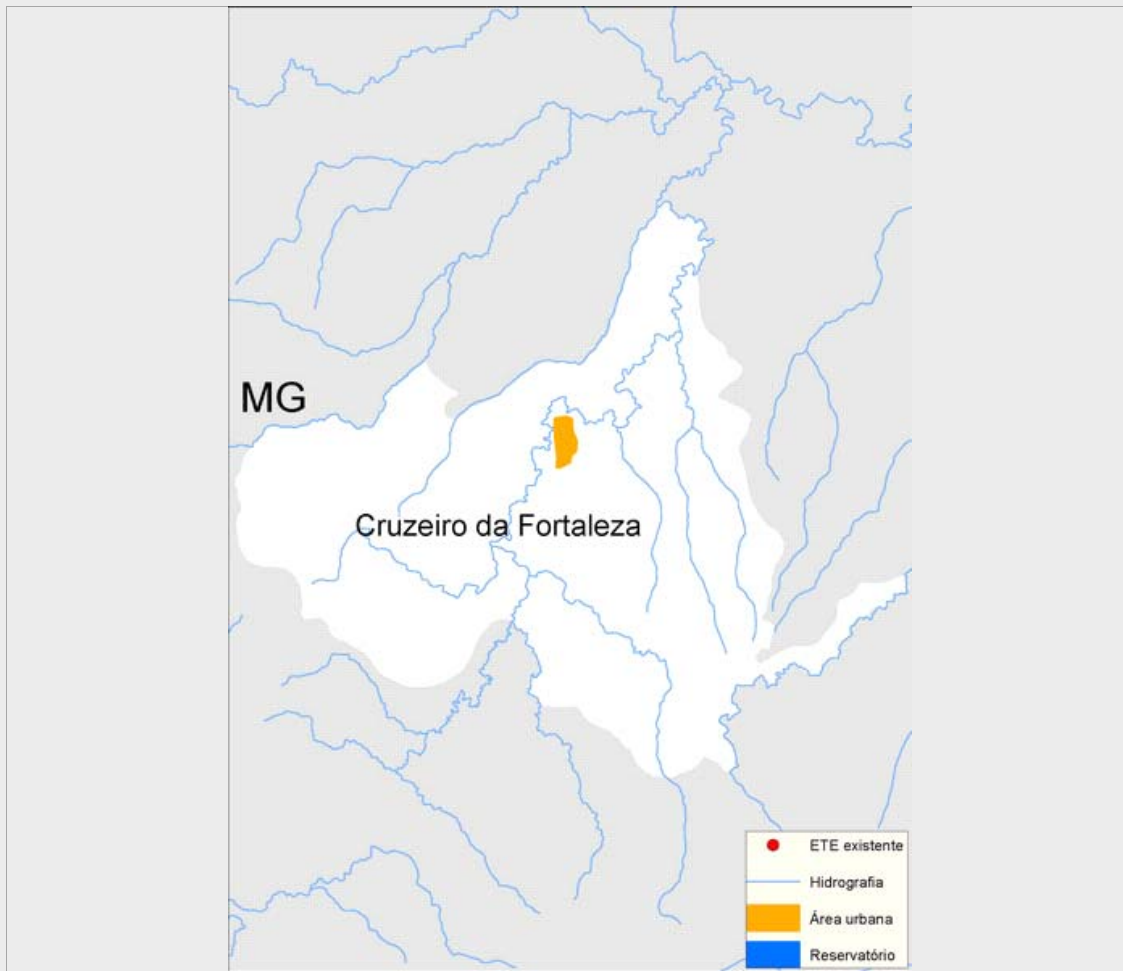 MG
Cruzeiro da Fortaleza
ETE existente
Hidrografia
Área urbana
Reservatório